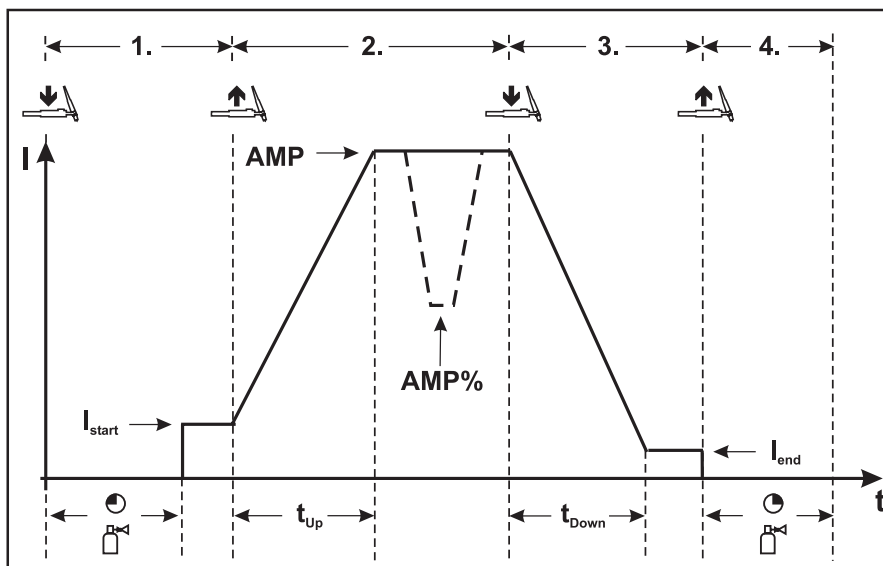 1. 2. 3. 4.
I
AMP
AMP%
Istart
Iend
t
tUp tDown